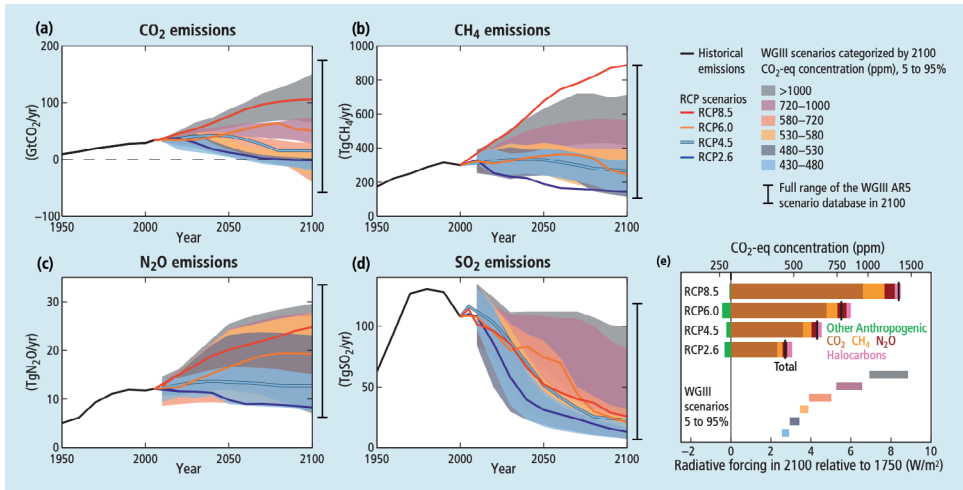 (a) CO2 emissions
200
100
0
−100
(GtCO2/yr)
1950 2000 2050 2100
Year
(b) CH4 emissions
1000
800
600
400
200
0
(TgCH4/yr)
1950 2000 2050 2100
Year
Historical emissions
RCP scenarios
RCP8.5
RCP6.0
RCP4.5
RCP2.6
WGIII scenarios categorized by 2100
CO2-eq concentration (ppm), 5 to 95%
>1000
720–1000
580–720
530–580
480–530
430–480
Full range of the WGIII AR5
scenario database in 2100
(c) N2O emissions
30
20
10
0
(TgN2O/yr)
1950 2000 2050 2100
Year
(d) SO2 emissions
100
50
0
(TgSO2/yr)
1950 2000 2050 2100
Year
CO2-eq concentration (ppm)
(e)
250 500 750 1000 1500
RCP8.5
RCP6.0
RCP4.5
RCP2.6
Other Anthropogenic
CO2 CH4 N2O
Halocarbons
Total
WGIII
scenarios
5 to 95%
−2 0 2 4 6 8 10
Radiative forcing in 2100 relative to 1750 (W/m2)